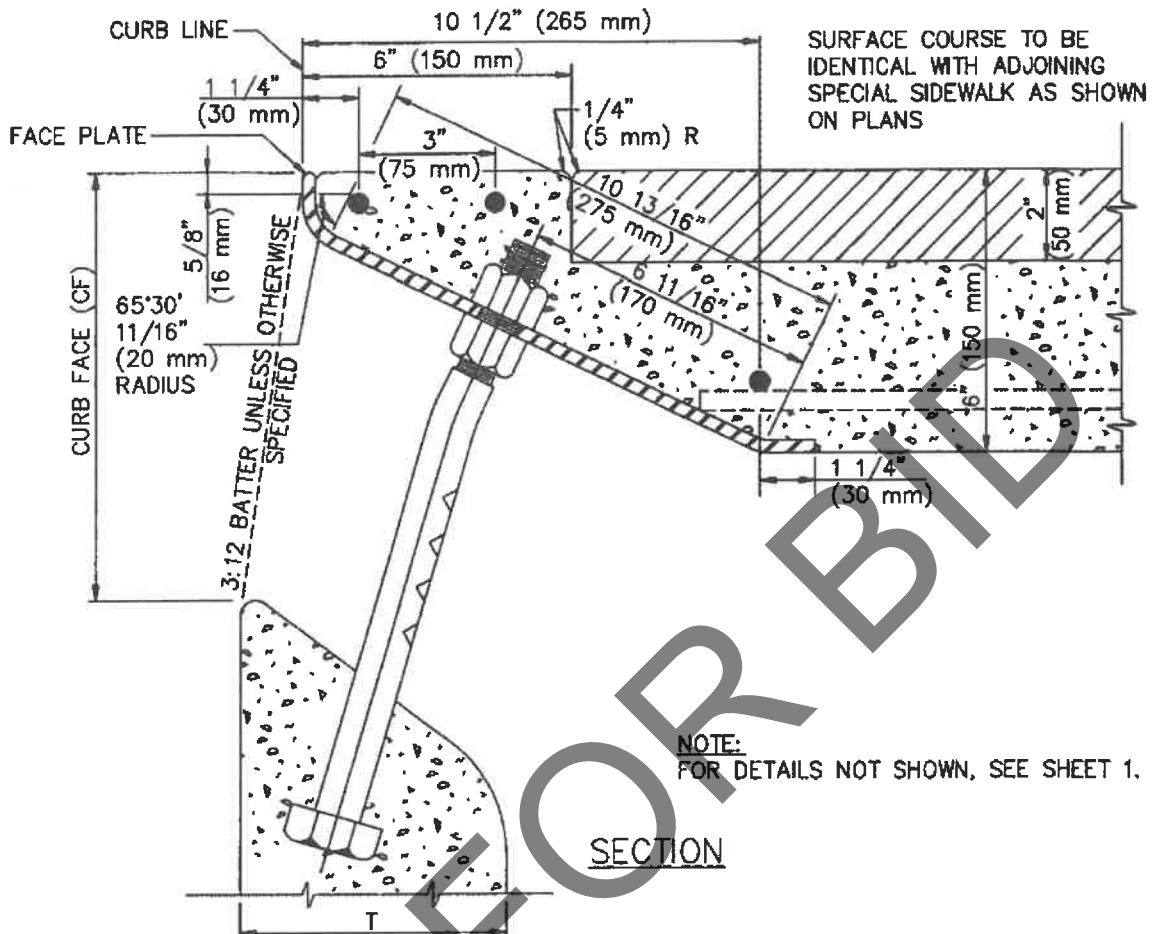 CURB LINE
10 1/2" (265 mm)
6" (150 mm)
1 1/4"
(30 mm)
FACE PLATE
3"
(75 mm)
1/4"
(5 mm) R
SURFACE COURSE TO BE
IDENTICAL WITH ADJOINING
SPECIAL SIDEWALK AS SHOWN
ON PLANS
10 13/16"
(275 mm)
6 11/16"
(170 mm)
2"
(50 mm)
6" (150 mm)
1 1/4"
(30 mm)
5/8"
(16 mm)
CURB FACE (CF)
65°30'
11/16"
(20 mm)
RADIUS
3:12 BATTER UNLESS OTHERWISE
SPECIFIED
NOTE:
FOR DETAILS NOT SHOWN, SEE SHEET 1.
SECTION
T
FOR BID